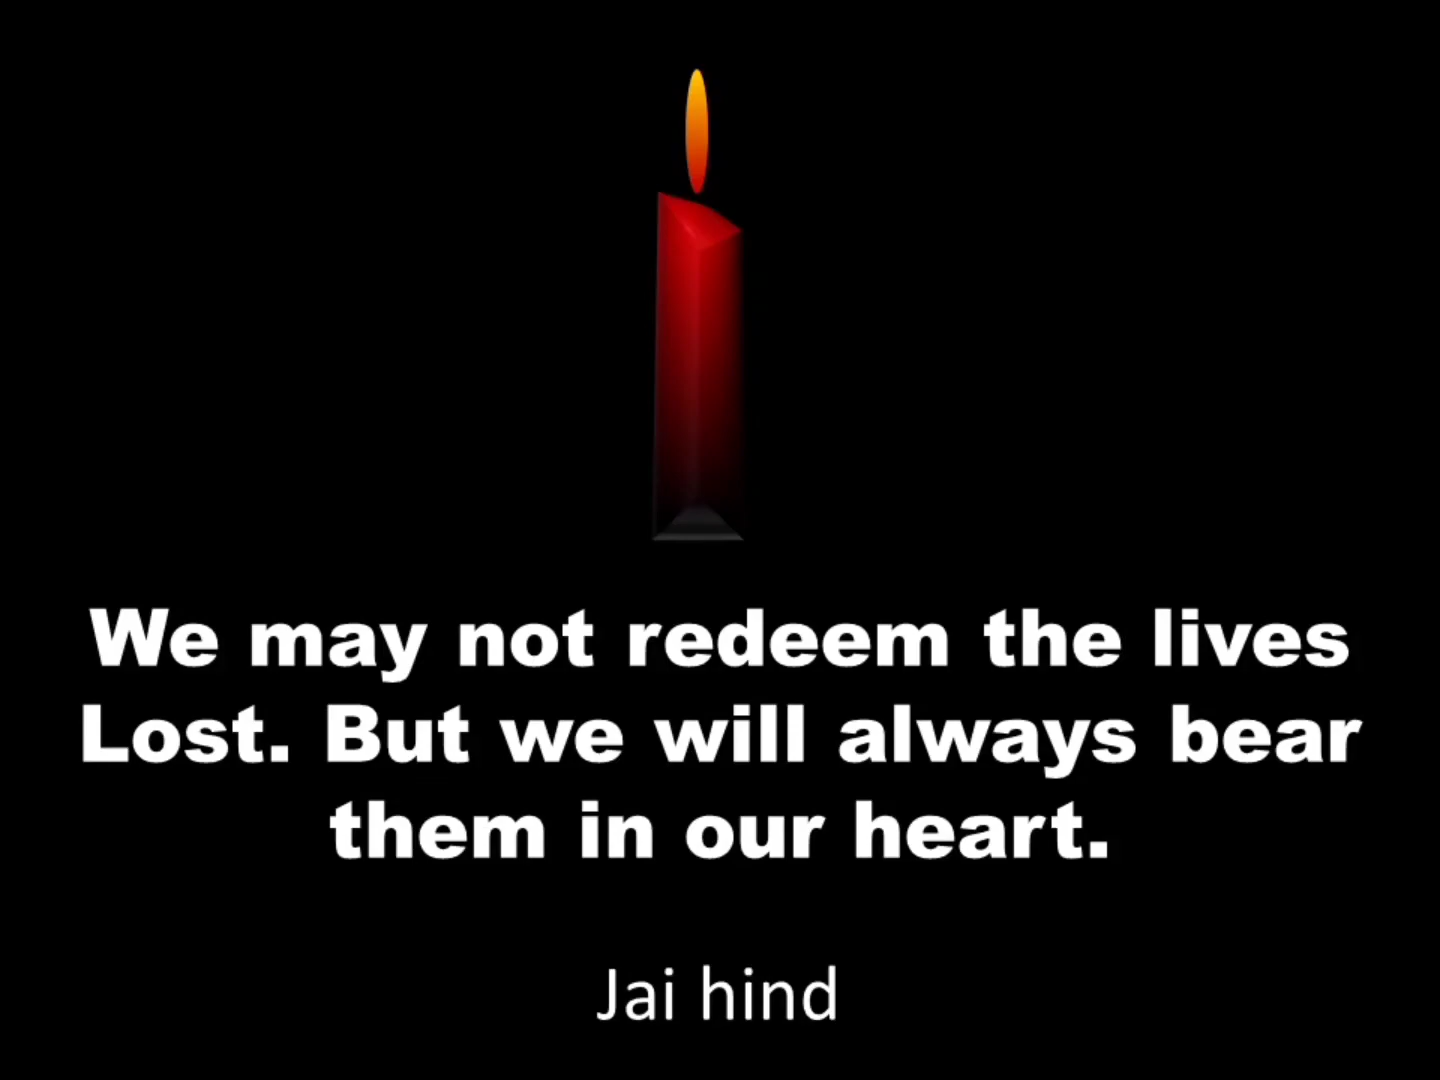 We may not redeem the lives
Lost. But we will always bear
them in our heart.
Jai hind